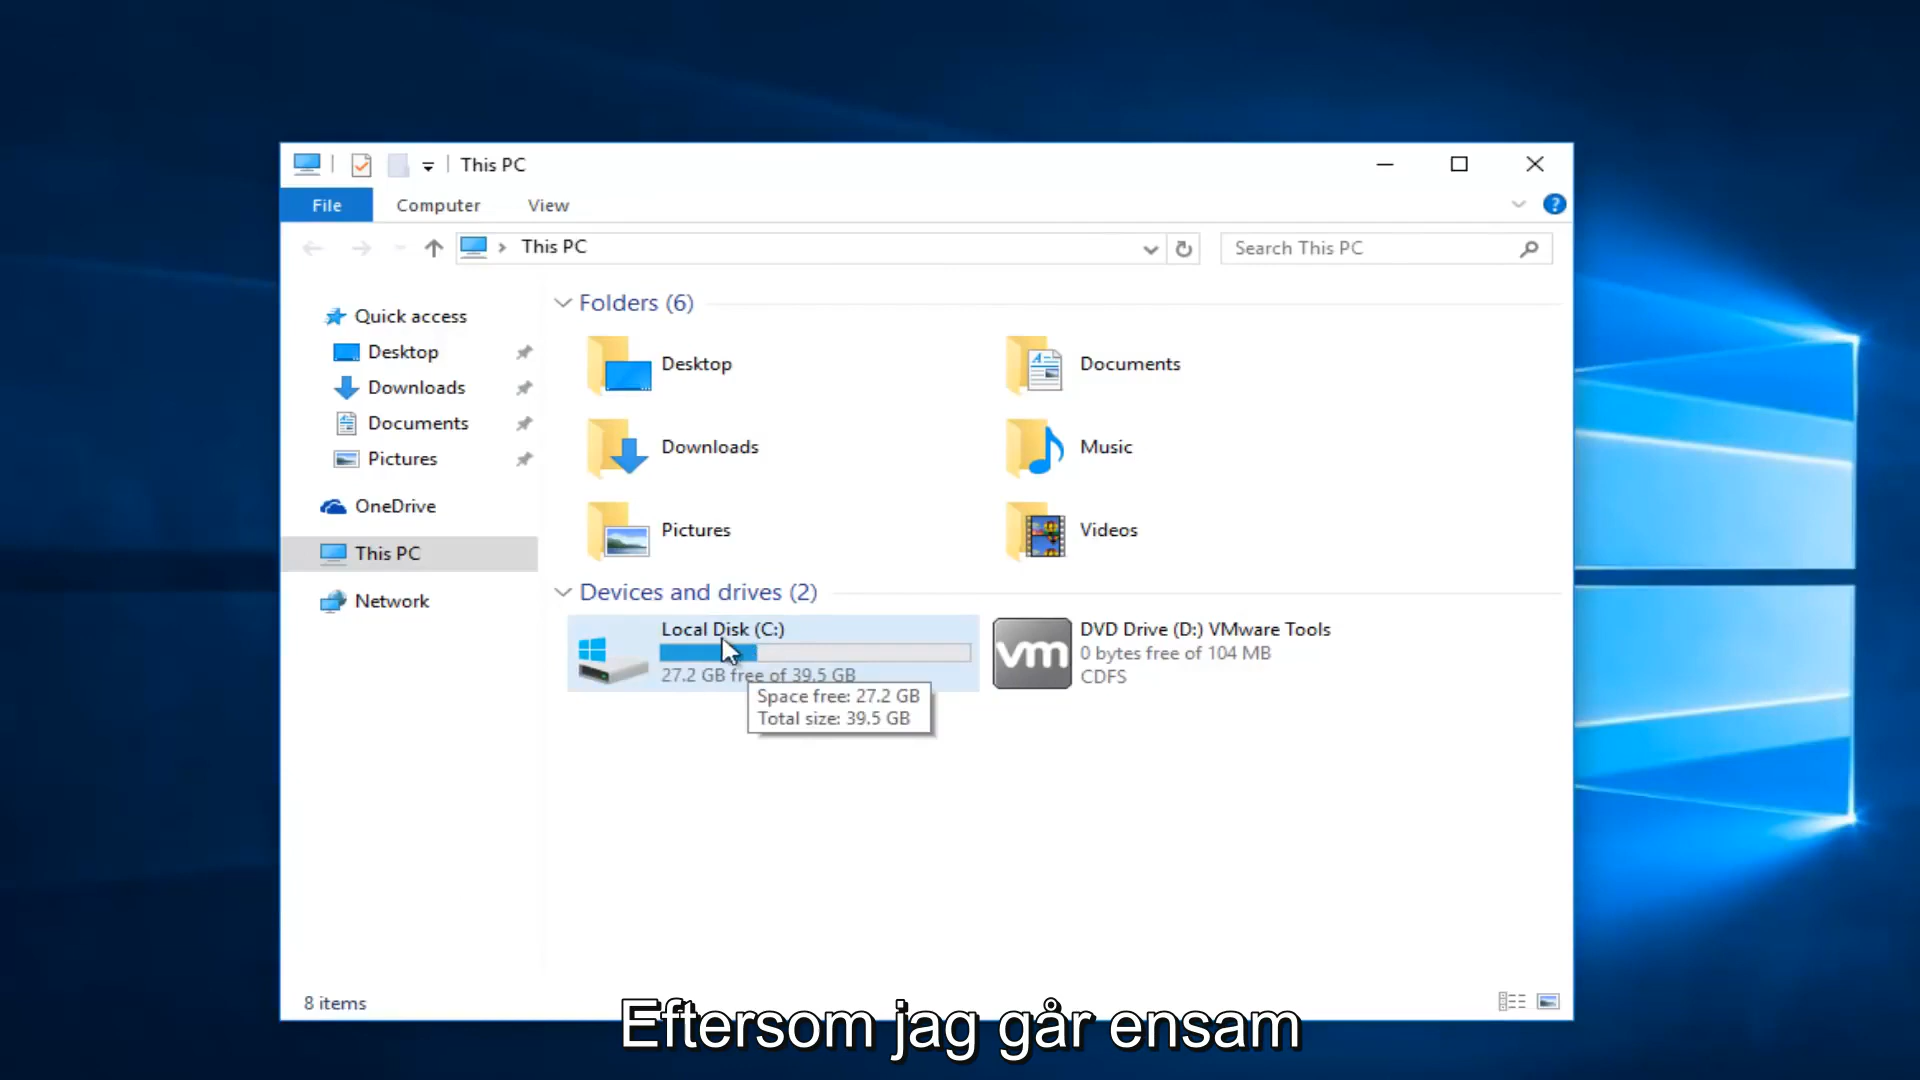 This PC
File Computer View
?
This PC
Search This PC
Quick access
Desktop
Downloads
Documents
Pictures
OneDrive
This PC
Network
Folders (6)
Desktop
Documents
Downloads
Music
Pictures
Videos
Devices and drives (2)
Local Disk (C:)
27.2 GB free of 39.5 GB
Space free: 27.2 GB
Total size: 39.5 GB
vm
DVD Drive (D:) VMware Tools
0 bytes free of 104 MB
CDFS
8 items
Eftersom jag går ensam